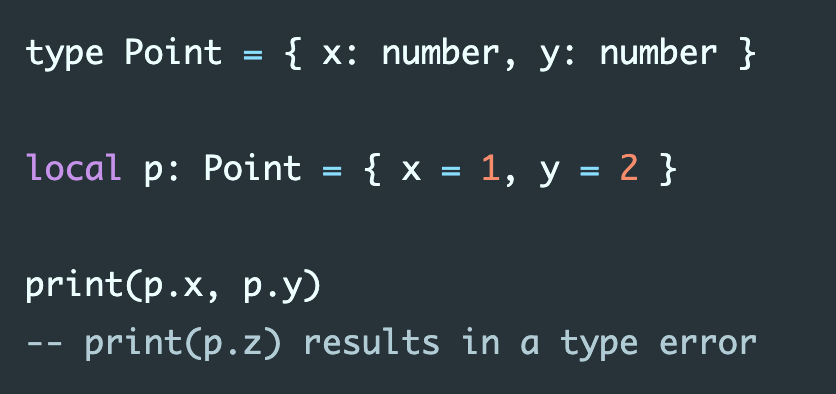 type Point = { x: number, y: number }
local p: Point = { x = 1, y = 2 }
print(p.x, p.y)
-- print(p.z) results in a type error